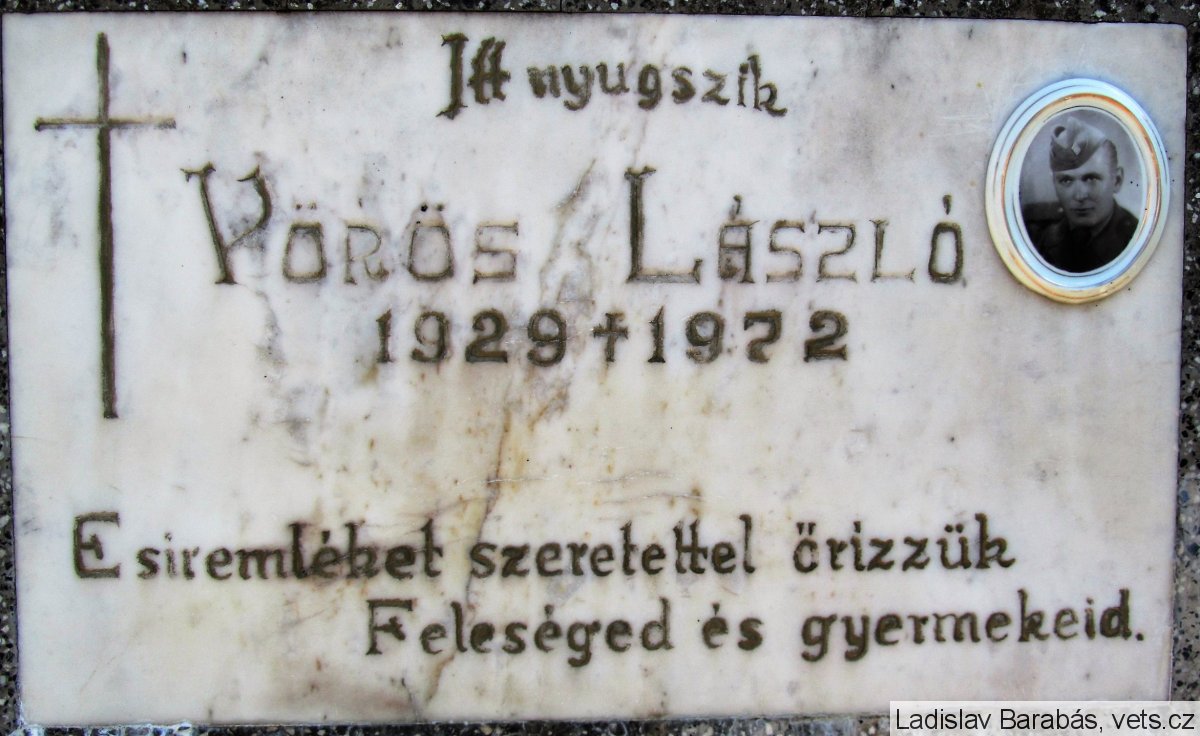 Itt nyugszik
Vörös László
1929 ✝ 1972
E siremléket szeretettel őrizzük
Feleséged és gyermekeid.
Ladislav Barabás, vets.cz